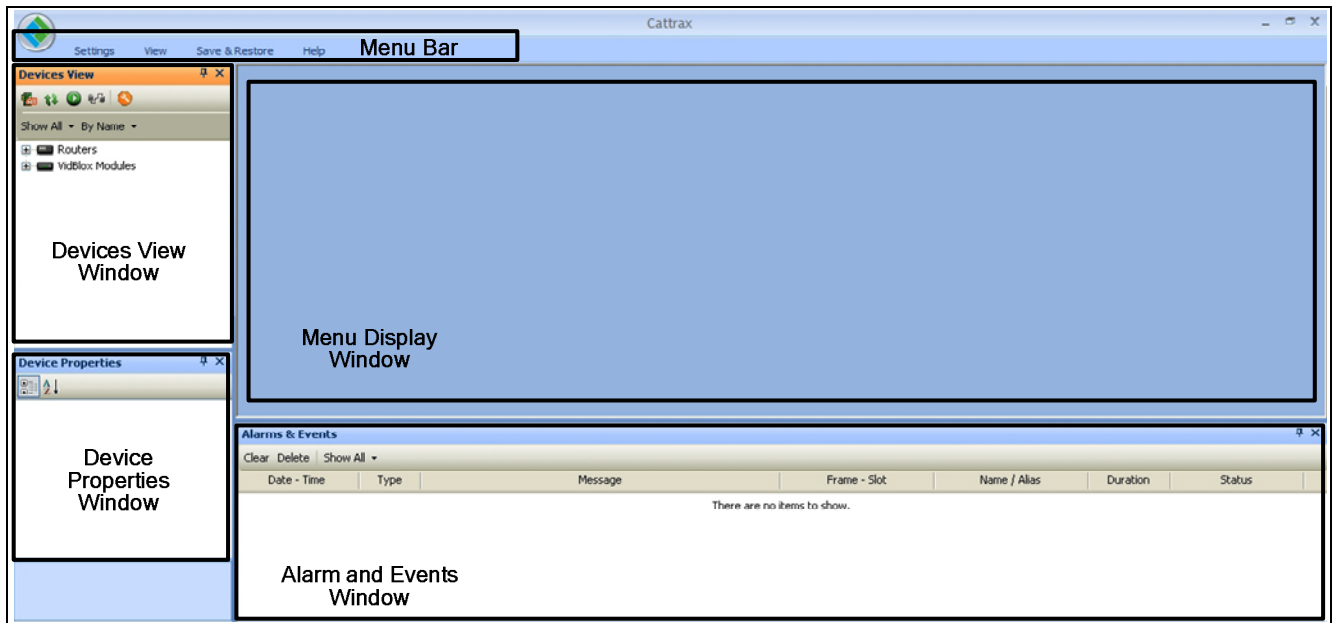 Cattrax
Settings View Save & Restore Help Menu Bar
Devices View
Show All By Name
Routers
VidBlox Modules
Devices View
Window
Menu Display
Window
Device Properties
Device
Properties
Window
Alarms & Events
Clear Delete Show All
Date - Time Type Message Frame - Slot Name / Alias Duration Status
There are no items to show.
Alarm and Events
Window